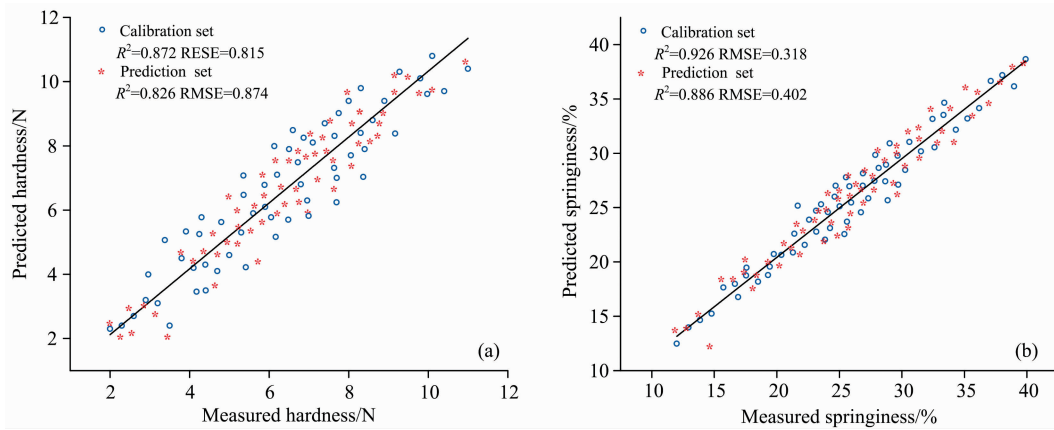 12
10
8
6
4
2
Predicted hardness/N
Calibration set
R²=0.872 RESE=0.815
Prediction set
R²=0.826 RMSE=0.874
(a)
2 4 6 8 10 12
Measured hardness/N
40
35
30
25
20
15
10
Predicted springiness/%
Calibration set
R²=0.926 RMSE=0.318
Prediction set
R²=0.886 RMSE=0.402
(b)
10 15 20 25 30 35 40
Measured springiness/%